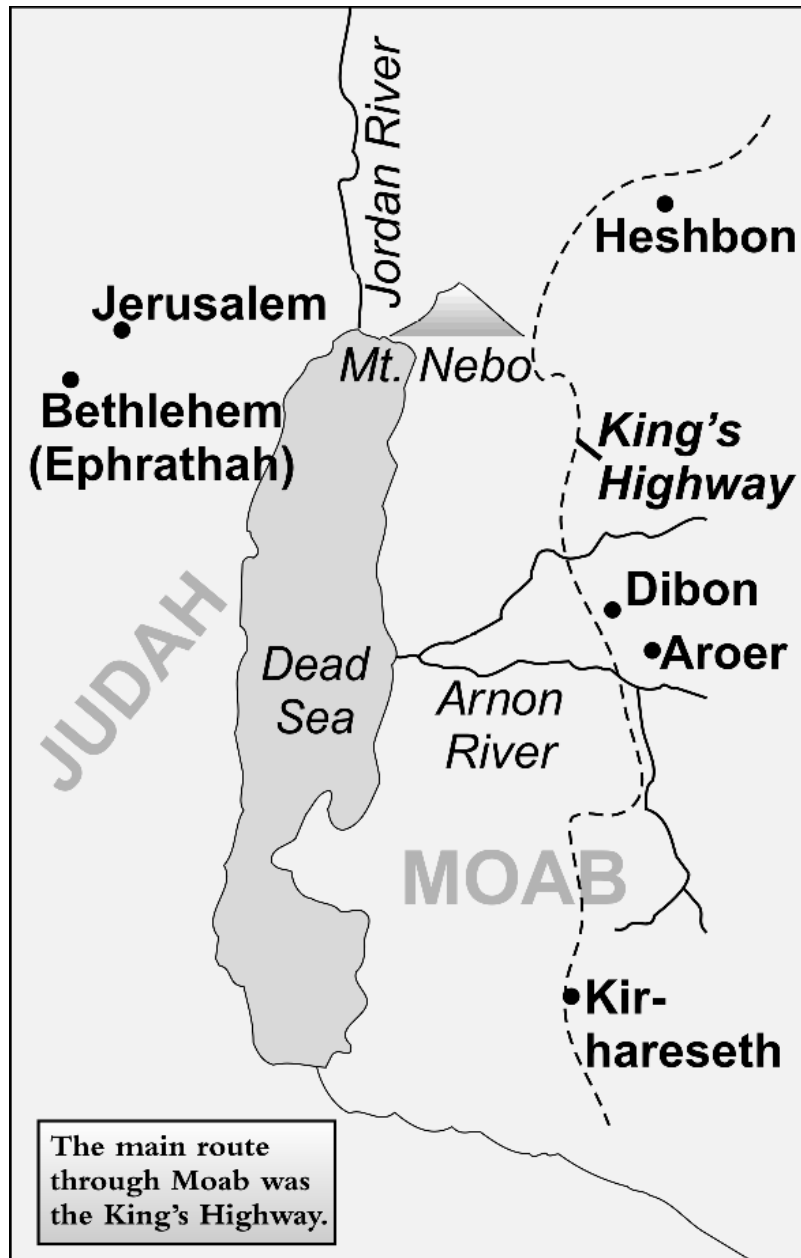 Jordan River
Heshbon
Jerusalem
Mt. Nebo
Bethlehem
(Ephrathah)
King's
Highway
Dibon
Aroer
JUDAH
Dead
Sea
Arnon
River
MOAB
Kir-
hareseth
The main route
through Moab was
the King's Highway.